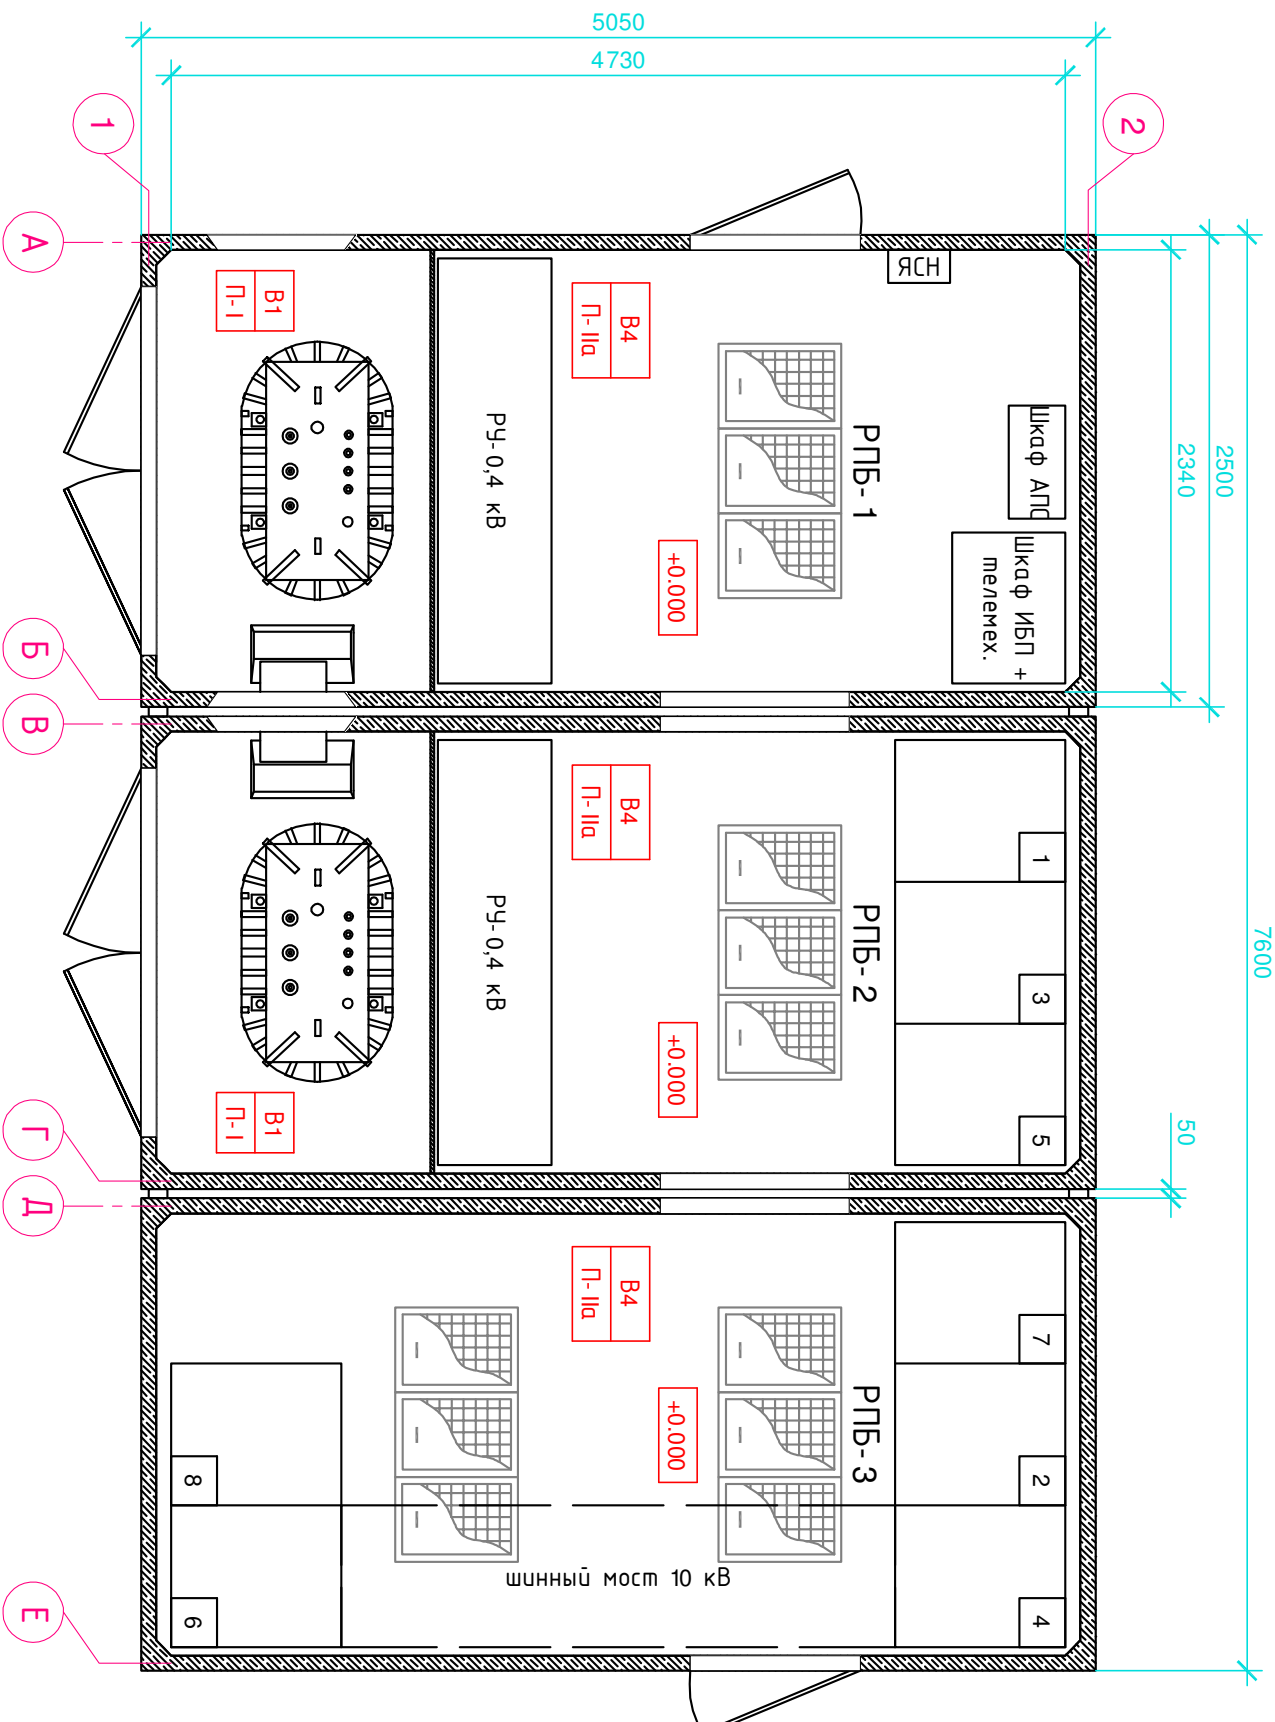 5050
4730
1
2
А
Б
В
Г
Д
Е
2500
2340
7600
50
ЯСН
Шкаф АПС
Шкаф ИБП +
телемех.
РПБ-1
В4
П-IIа
+0.000
РУ-0,4 кВ
В1
П-I
РПБ-2
В4
П-IIа
+0.000
РУ-0,4 кВ
В1
П-I
1
3
5
РПБ-3
В4
П-IIа
+0.000
7
2
4
8
6
шинный мост 10 кВ